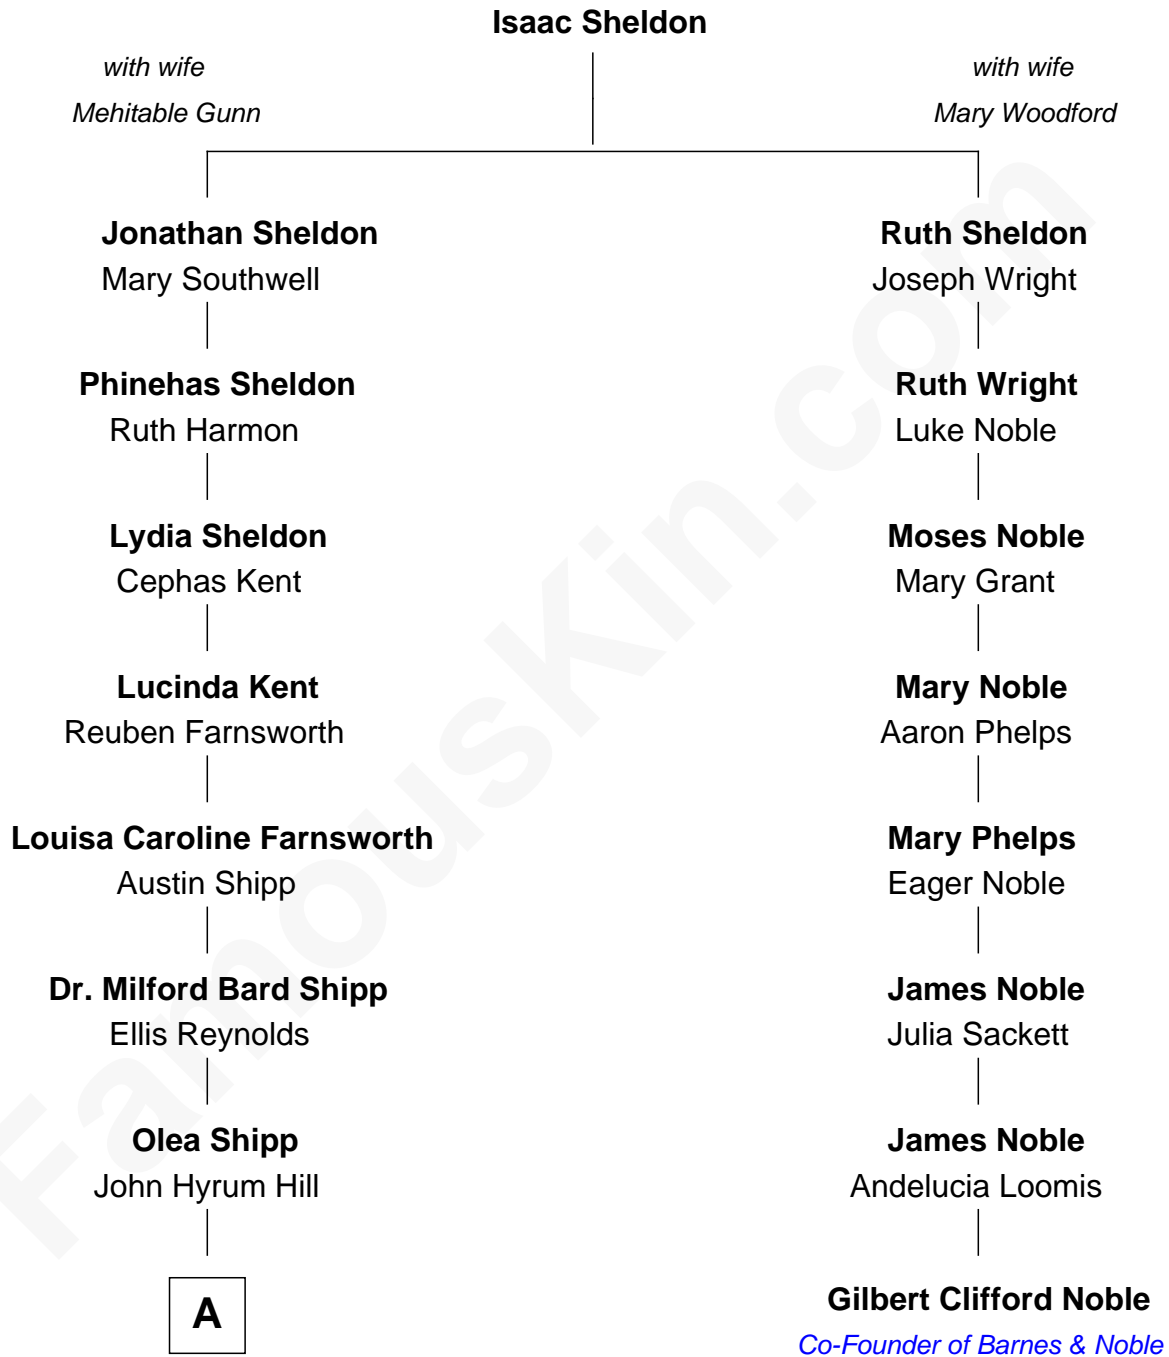 Isaac Sheldon
with wife
Mehitable Gunn
with wife
Mary Woodford
Jonathan Sheldon
Mary Southwell
Ruth Sheldon
Joseph Wright
Phinehas Sheldon
Ruth Harmon
Ruth Wright
Luke Noble
Lydia Sheldon
Cephas Kent
Moses Noble
Mary Grant
Lucinda Kent
Reuben Farnsworth
Mary Noble
Aaron Phelps
Louisa Caroline Farnsworth
Austin Shipp
Mary Phelps
Eager Noble
Dr. Milford Bard Shipp
Ellis Reynolds
James Noble
Julia Sackett
Olea Shipp
John Hyrum Hill
James Noble
Andelucia Loomis
A
Gilbert Clifford Noble
Co-Founder of Barnes & Noble
FamousKin.com